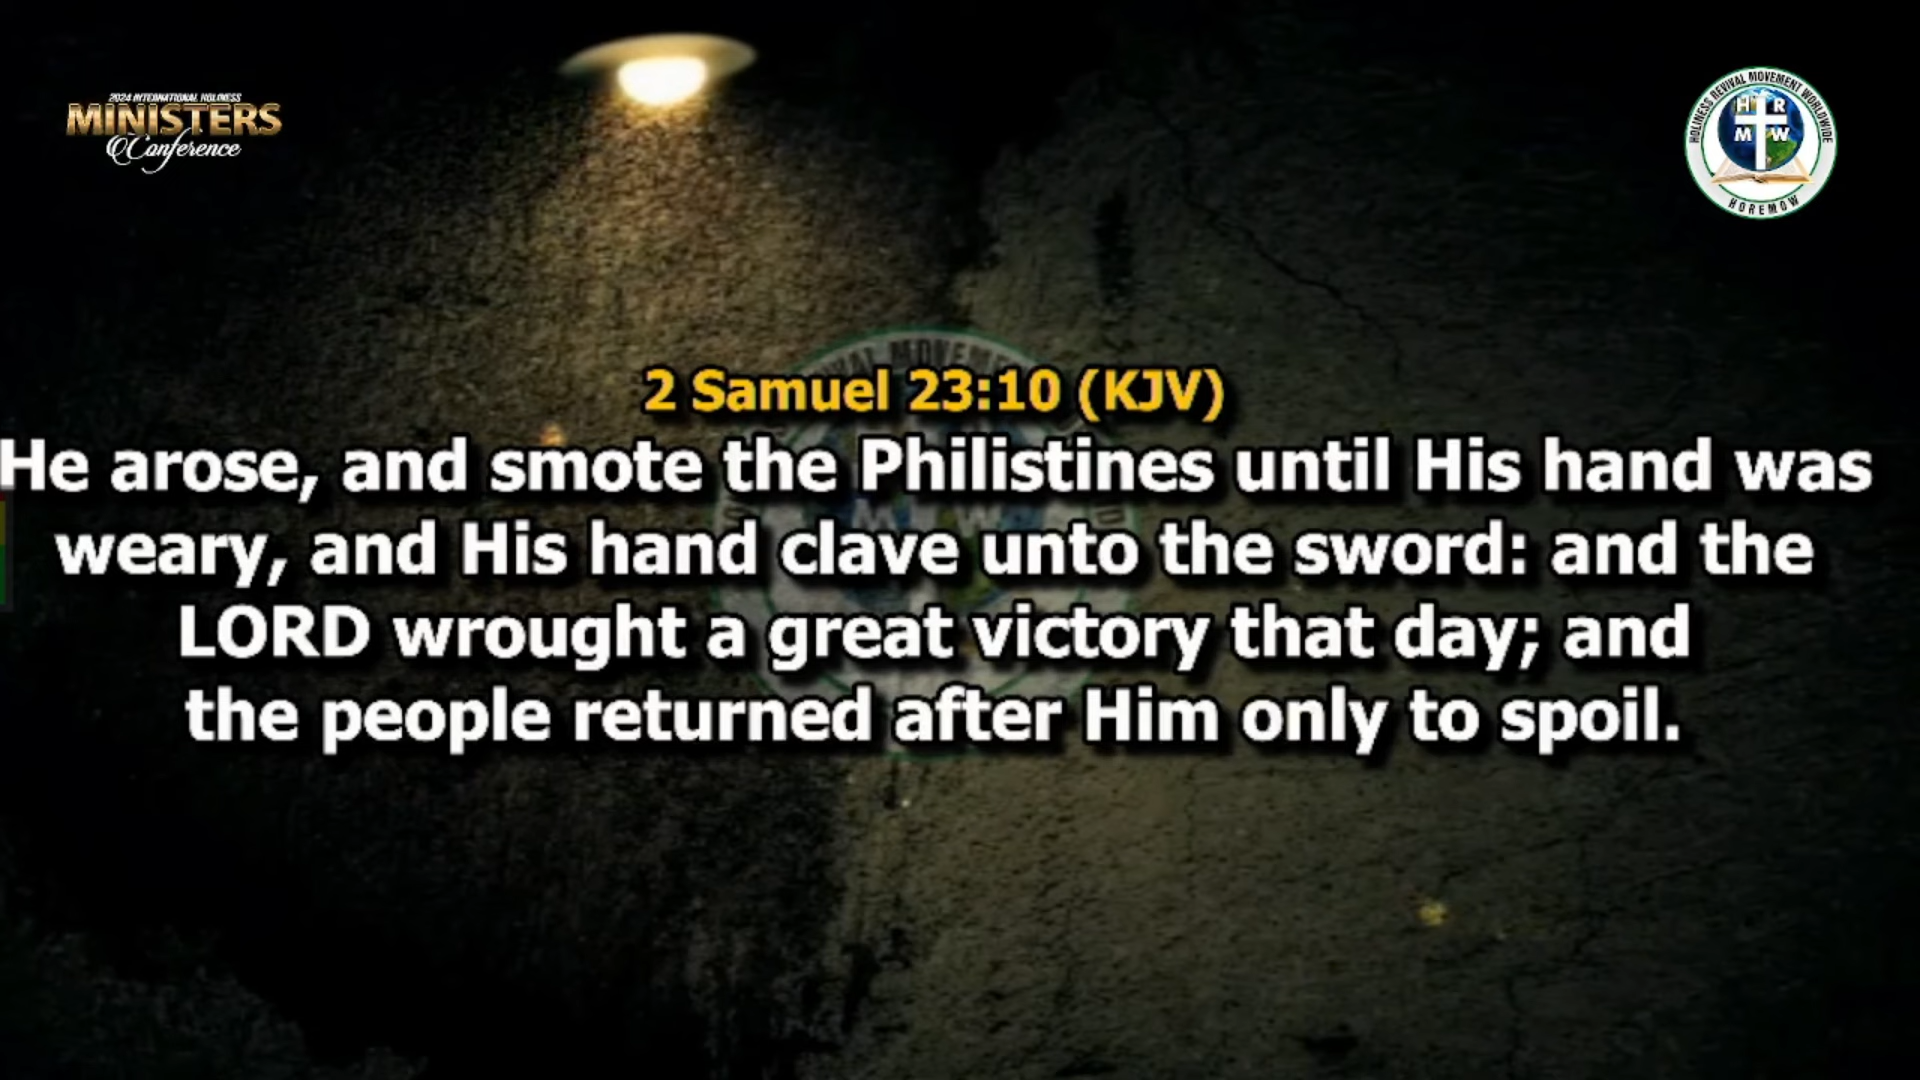 2024 INTERNATIONAL HOLINESS
MINISTERS
Conference
HOLINESS REVIVAL MOVEMENT WORLDWIDE
H R
M W
HOREMOW
2 Samuel 23:10 (KJV)
He arose, and smote the Philistines until His hand was
weary, and His hand clave unto the sword: and the
LORD wrought a great victory that day; and
the people returned after Him only to spoil.